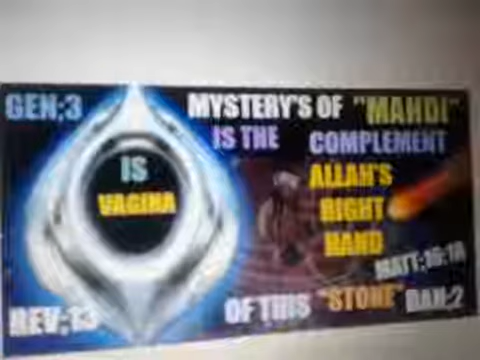 GEN;3
MYSTERY'S OF "MAHDI"
IS THE COMPLEMENT
IS
VAGINA
ALLAH'S
RIGHT
HAND
MATT;16:18
REV;13
OF THIS "STONE" DAN;2